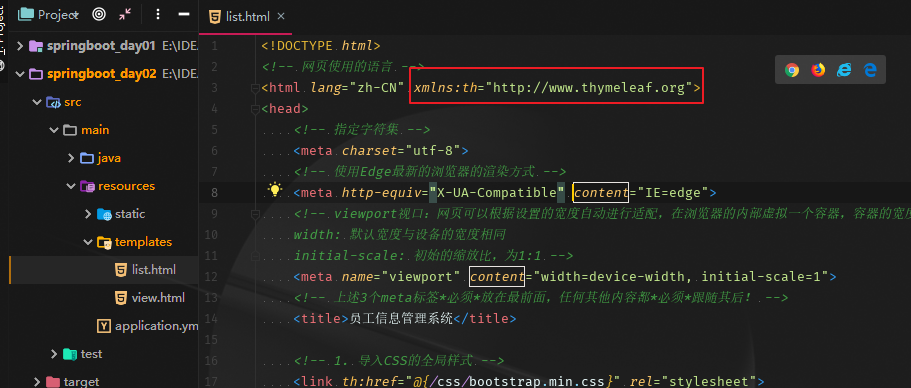 Project
list.html
springboot_day01 E:\IDE
springboot_day02 E:\IDE
src
main
java
resources
static
templates
list.html
view.html
application.ym
test
target
1 <!DOCTYPE html>
2 <!-- 网页使用的语言 -->
3 <html lang="zh-CN" xmlns:th="http://www.thymeleaf.org">
4 <head>
5 <!-- 指定字符集 -->
6 <meta charset="utf-8">
7 <!-- 使用Edge最新的浏览器的渲染方式 -->
8 <meta http-equiv="X-UA-Compatible" content="IE=edge">
9 <!-- viewport视口：网页可以根据设置的宽度自动进行适配，在浏览器的内部虚拟一个容器，容器的宽度
10 width: 默认宽度与设备的宽度相同
11 initial-scale: 初始的缩放比，为1:1 -->
12 <meta name="viewport" content="width=device-width, initial-scale=1">
13 <!-- 上述3个meta标签*必须*放在最前面，任何其他内容都*必须*跟随其后！ -->
14 <title>员工信息管理系统</title>
15
16 <!-- 1. 导入CSS的全局样式 -->
17 <link th:href="@{/css/bootstrap.min.css}" rel="stylesheet">